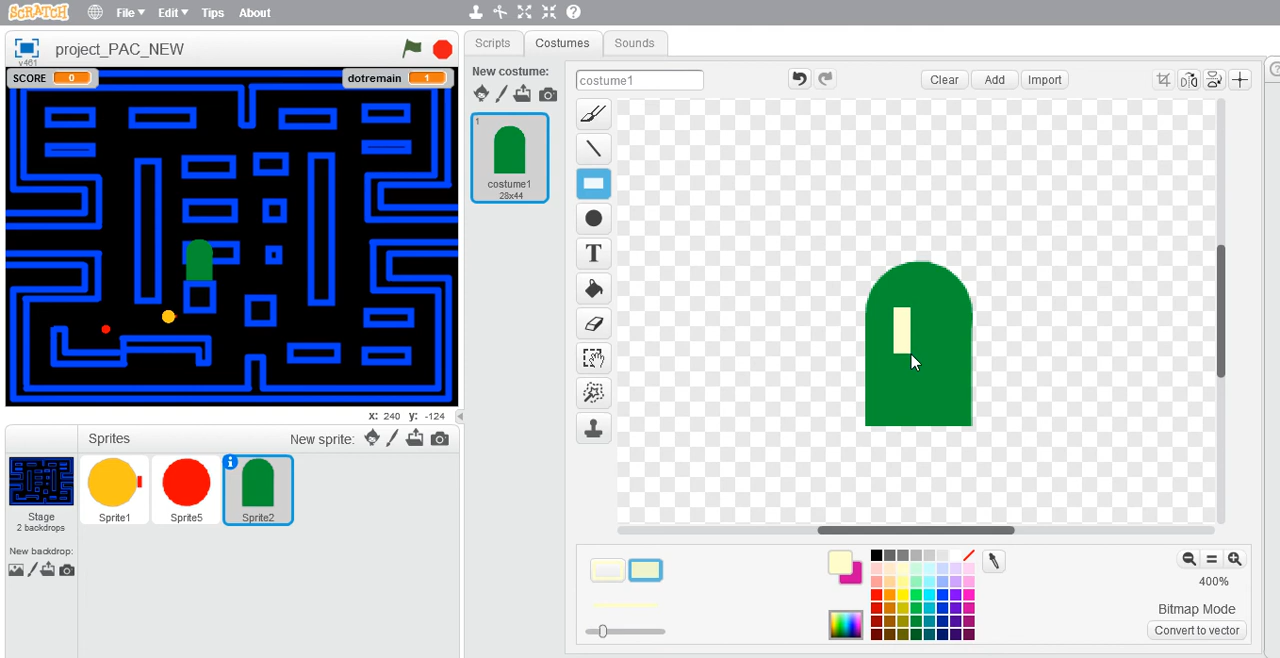 SCRATCH File Edit Tips About
Scripts Costumes Sounds
v461 project_PAC_NEW
New costume:
costume1 Clear Add Import
SCORE 0 dotremain 1
1
costume1
28x44
T
x: 240 y: -124
Sprites New sprite:
i
Stage
2 backdrops
Sprite1 Sprite5 Sprite2
New backdrop:
400%
Bitmap Mode
Convert to vector